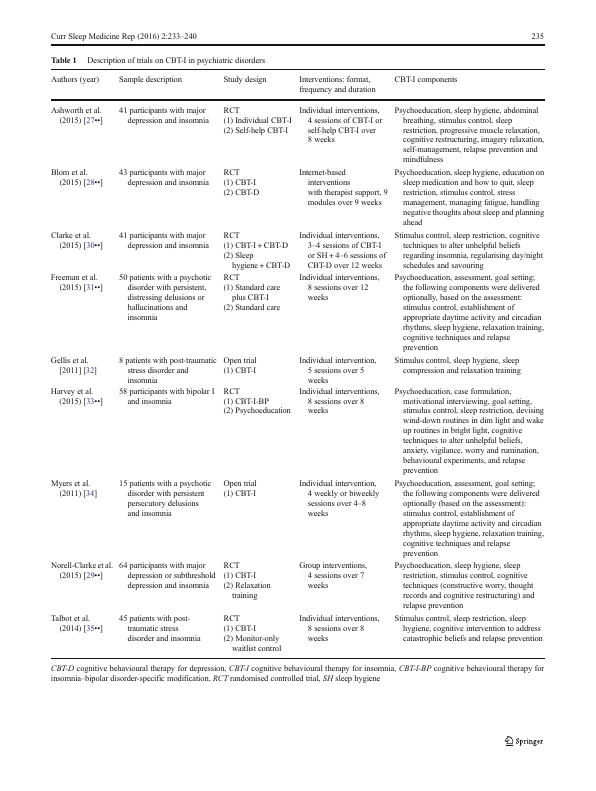 Curr Sleep Medicine Rep (2016) 2:233–240
235
Table 1 Description of trials on CBT-I in psychiatric disorders
Authors (year)
Sample description
Study design
Interventions: format,
frequency and duration
CBT-I components
Ashworth et al.
(2015) [27••]
41 participants with major
depression and insomnia
RCT
(1) Individual CBT-I
(2) Self-help CBT-I
Individual interventions,
4 sessions of CBT-I or
self-help CBT-I over
8 weeks
Psychoeducation, sleep hygiene, abdominal
breathing, stimulus control, sleep
restriction, progressive muscle relaxation,
cognitive restructuring, imagery relaxation,
self-management, relapse prevention and
mindfulness
Blom et al.
(2015) [28••]
43 participants with major
depression and insomnia
RCT
(1) CBT-I
(2) CBT-D
Internet-based
interventions
with therapist support, 9
modules over 9 weeks
Psychoeducation, sleep hygiene, education on
sleep medication and how to quit, sleep
restriction, stimulus control, stress
management, managing fatigue, handling
negative thoughts about sleep and planning
ahead
Clarke et al.
(2015) [30••]
41 participants with major
depression and insomnia
RCT
(1) CBT-I + CBT-D
(2) Sleep
hygiene + CBT-D
Individual interventions,
3–4 sessions of CBT-I
or SH + 4–6 sessions of
CBT-D over 12 weeks
Stimulus control, sleep restriction, cognitive
techniques to alter unhelpful beliefs
regarding insomnia, regularising day/night
schedules and savouring
Freeman et al.
(2015) [31••]
50 patients with a psychotic
disorder with persistent,
distressing delusions or
hallucinations and
insomnia
RCT
(1) Standard care
plus CBT-I
(2) Standard care
Individual interventions,
8 sessions over 12
weeks
Psychoeducation, assessment, goal setting;
the following components were delivered
optionally, based on the assessment:
stimulus control, establishment of
appropriate daytime activity and circadian
rhythms, sleep hygiene, relaxation training,
cognitive techniques and relapse
prevention
Gellis et al.
[2011] [32]
8 patients with post-traumatic
stress disorder and
insomnia
Open trial
(1) CBT-I
Individual intervention,
5 sessions over 5
weeks
Stimulus control, sleep hygiene, sleep
compression and relaxation training
Harvey et al.
(2015) [33••]
58 participants with bipolar I
and insomnia
RCT
(1) CBT-I-BP
(2) Psychoeducation
Individual interventions,
8 sessions over 8
weeks
Psychoeducation, case formulation,
motivational interviewing, goal setting,
stimulus control, sleep restriction, devising
wind-down routines in dim light and wake
up routines in bright light, cognitive
techniques to alter unhelpful beliefs,
anxiety, vigilance, worry and rumination,
behavioural experiments, and relapse
prevention
Myers et al.
(2011) [34]
15 patients with a psychotic
disorder with persistent
persecutory delusions
and insomnia
Open trial
(1) CBT-I
Individual intervention,
4 weekly or biweekly
sessions over 4–8
weeks
Psychoeducation, assessment, goal setting;
the following components were delivered
optionally (based on the assessment):
stimulus control, establishment of
appropriate daytime activity and circadian
rhythms, sleep hygiene, relaxation training,
cognitive techniques and relapse
prevention
Norell-Clarke et al.
(2015) [29••]
64 participants with major
depression or subthreshold
depression and insomnia
RCT
(1) CBT-I
(2) Relaxation
training
Group interventions,
4 sessions over 7
weeks
Psychoeducation, sleep hygiene, sleep
restriction, stimulus control, cognitive
techniques (constructive worry, thought
records and cognitive restructuring) and
relapse prevention
Talbot et al.
(2014) [35••]
45 patients with post-
traumatic stress
disorder and insomnia
RCT
(1) CBT-I
(2) Monitor-only
waitlist control
Individual interventions,
8 sessions over 8
weeks
Stimulus control, sleep restriction, sleep
hygiene, cognitive intervention to address
catastrophic beliefs and relapse prevention
CBT-D cognitive behavioural therapy for depression, CBT-I cognitive behavioural therapy for insomnia, CBT-I-BP cognitive behavioural therapy for
insomnia–bipolar disorder-specific modification, RCT randomised controlled trial, SH sleep hygiene
Springer